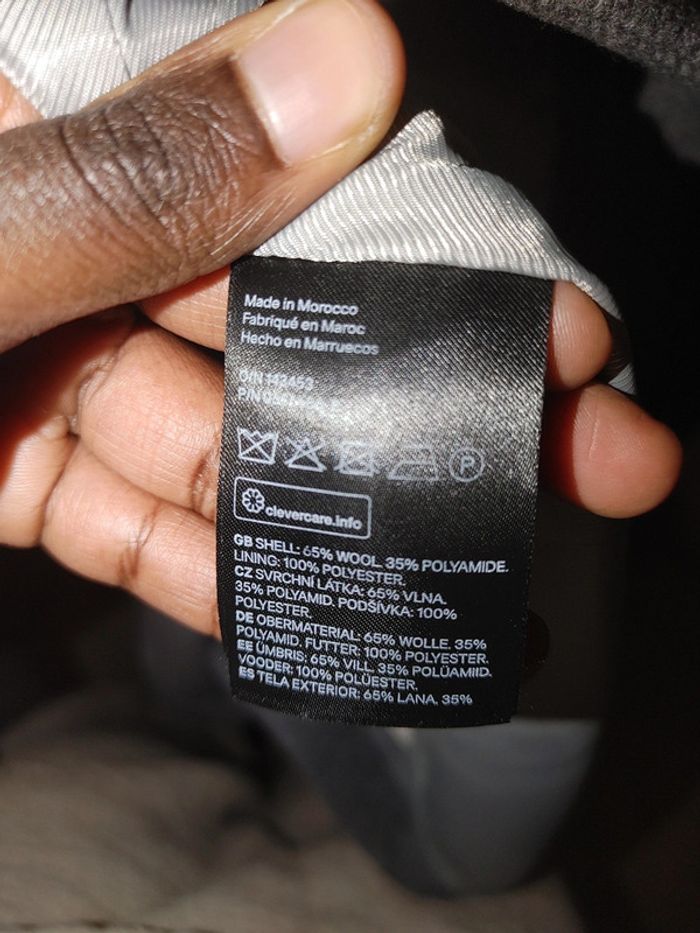 Made in Morocco
Fabriqué en Maroc
Hecho en Marruecos
O/N 143453
P/N
P
clevercare.info
GB SHELL: 65% WOOL. 35% POLYAMIDE.
LINING: 100% POLYESTER.
CZ SVRCHNÍ LÁTKA: 65% VLNA.
35% POLYAMID. PODŠÍVKA: 100%
POLYESTER.
DE OBERMATERIAL: 65% WOLLE. 35%
POLYAMID. FUTTER: 100% POLYESTER.
EE ÜMBRIS: 65% VILL. 35% POLÜAMIID.
VOODER: 100% POLÜESTER.
ES TELA EXTERIOR: 65% LANA. 35%